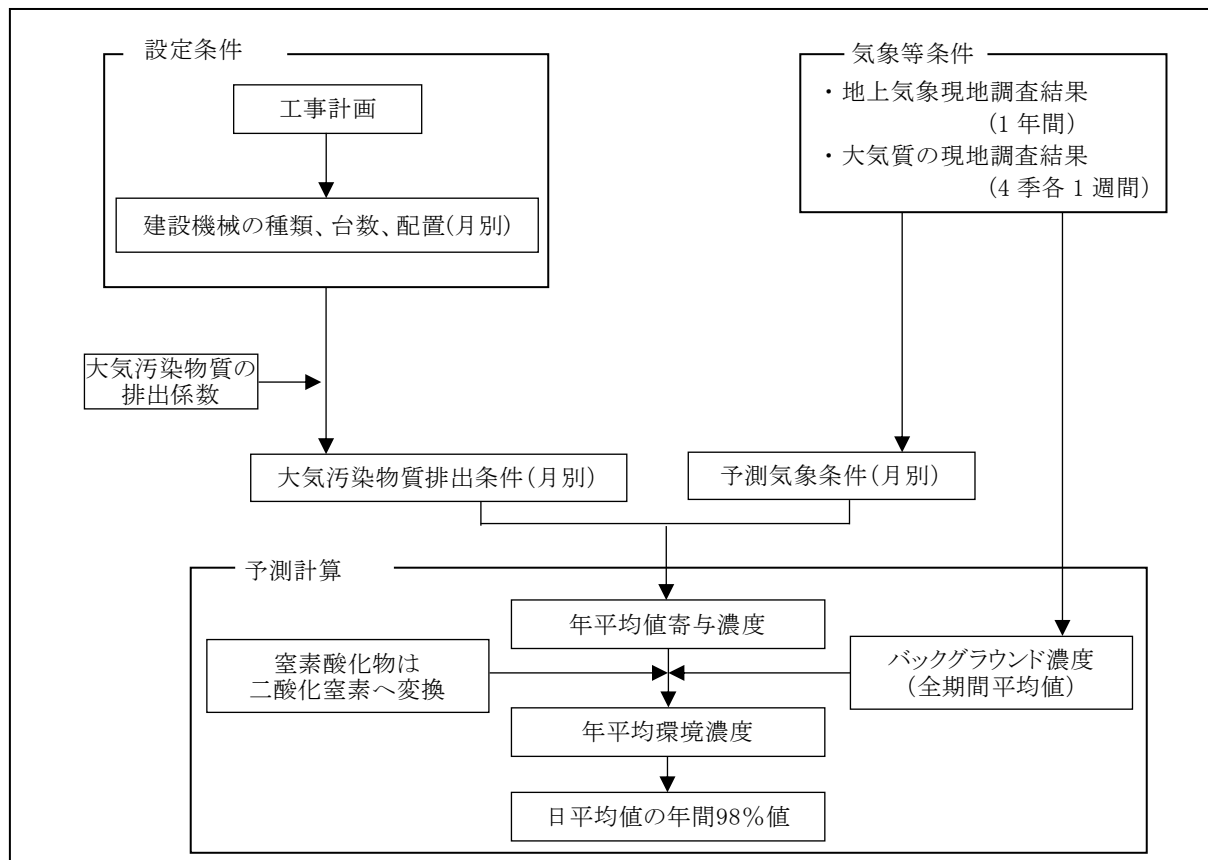 設定条件
工事計画
建設機械の種類、台数、配置(月別)
気象等条件
・地上気象現地調査結果
(1年間)
・大気質の現地調査結果
(4季各1週間)
大気汚染物質の
排出係数
大気汚染物質排出条件(月別)
予測気象条件(月別)
予測計算
年平均値寄与濃度
窒素酸化物は
二酸化窒素へ変換
バックグラウンド濃度
(全期間平均値)
年平均環境濃度
日平均値の年間98%値